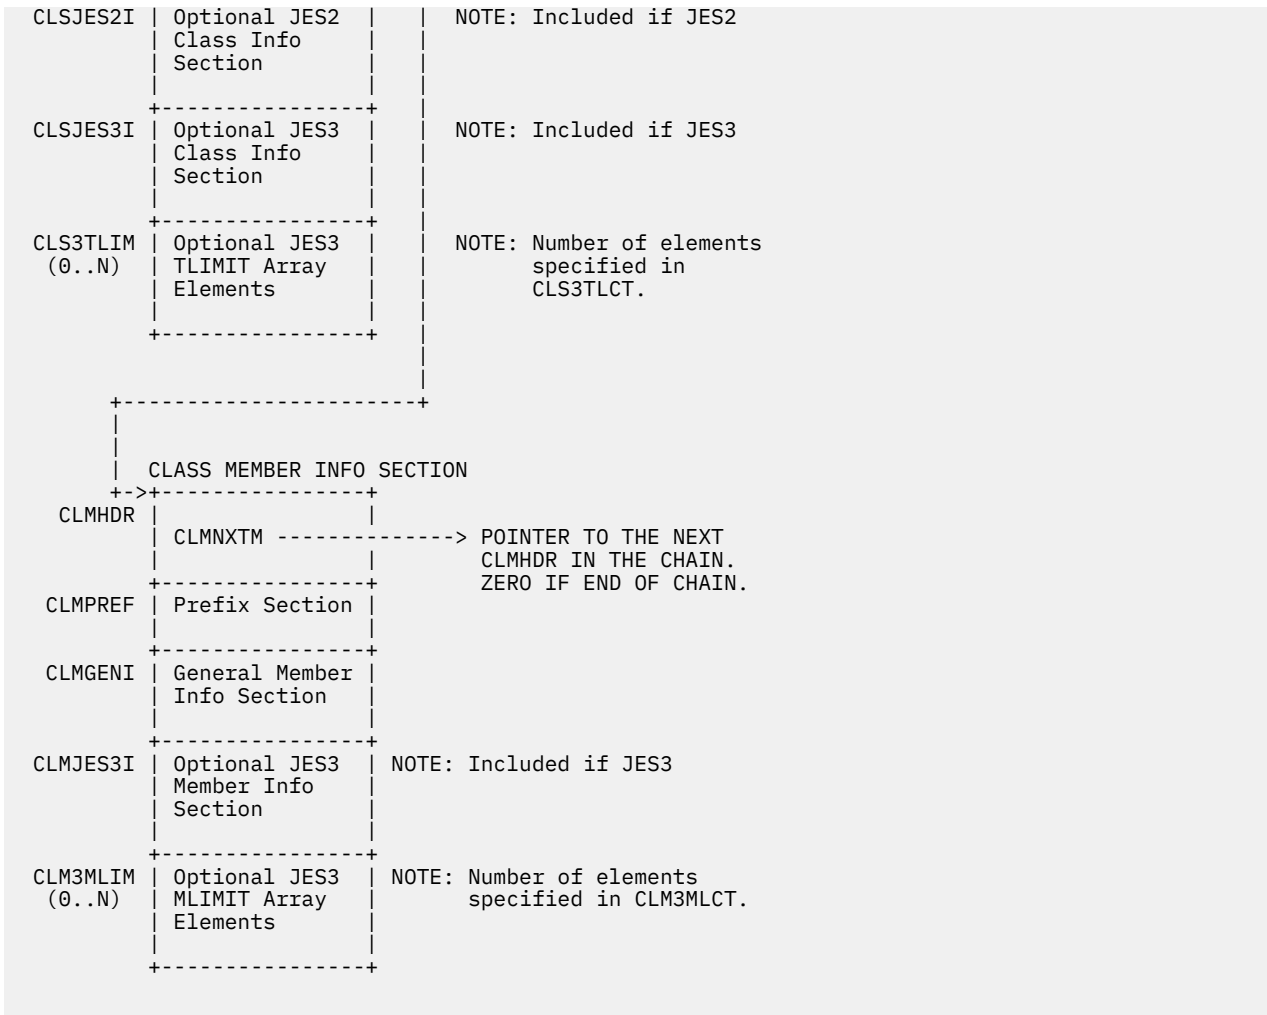 CLSJES2I | Optional JES2 | | NOTE: Included if JES2
| Class Info | |
| Section | |
| | |
+----------------+ |
CLSJES3I | Optional JES3 | | NOTE: Included if JES3
| Class Info | |
| Section | |
| | |
+----------------+ |
CLS3TLIM | Optional JES3 | | NOTE: Number of elements
(0..N) | TLIMIT Array | | specified in
| Elements | | CLS3TLCT.
| | |
+----------------+ |
|
|
+-----------------------+
|
|
| CLASS MEMBER INFO SECTION
+->+----------------+
CLMHDR | |
| CLMNXTM --------------> POINTER TO THE NEXT
| | CLMHDR IN THE CHAIN.
+----------------+ ZERO IF END OF CHAIN.
CLMPREF | Prefix Section |
| |
+----------------+
CLMGENI | General Member |
| Info Section |
| |
+----------------+
CLMJES3I | Optional JES3 | NOTE: Included if JES3
| Member Info |
| Section |
| |
+----------------+
CLM3MLIM | Optional JES3 | NOTE: Number of elements
(0..N) | MLIMIT Array | specified in CLM3MLCT.
| Elements |
| |
+----------------+